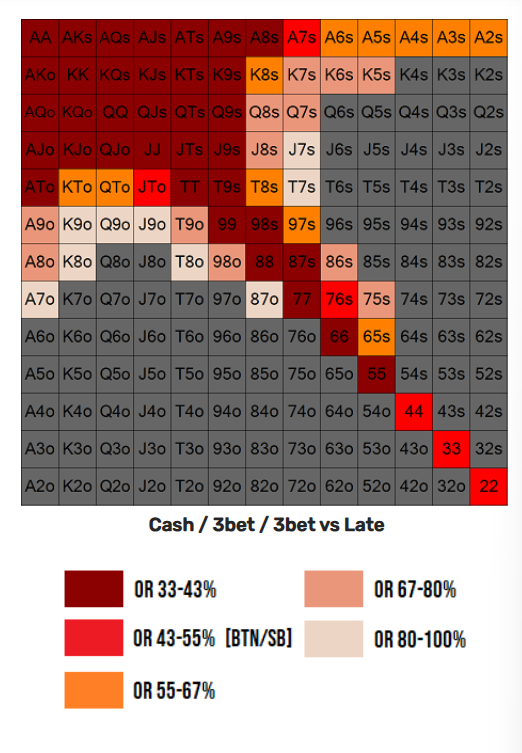 AA AKs AQs AJs ATs A9s A8s A7s A6s A5s A4s A3s A2s
AKo KK KQs KJs KTs K9s K8s K7s K6s K5s K4s K3s K2s
AQo KQo QQ QJs QTs Q9s Q8s Q7s Q6s Q5s Q4s Q3s Q2s
AJo KJo QJo JJ JTs J9s J8s J7s J6s J5s J4s J3s J2s
ATo KTo QTo JTo TT T9s T8s T7s T6s T5s T4s T3s T2s
A9o K9o Q9o J9o T9o 99 98s 97s 96s 95s 94s 93s 92s
A8o K8o Q8o J8o T8o 98o 88 87s 86s 85s 84s 83s 82s
A7o K7o Q7o J7o T7o 97o 87o 77 76s 75s 74s 73s 72s
A6o K6o Q6o J6o T6o 96o 86o 76o 66 65s 64s 63s 62s
A5o K5o Q5o J5o T5o 95o 85o 75o 65o 55 54s 53s 52s
A4o K4o Q4o J4o T4o 94o 84o 74o 64o 54o 44 43s 42s
A3o K3o Q3o J3o T3o 93o 83o 73o 63o 53o 43o 33 32s
A2o K2o Q2o J2o T2o 92o 82o 72o 62o 52o 42o 32o 22
Cash / 3bet / 3bet vs Late
OR 33-43% OR 67-80%
OR 43-55% [BTN/SB] OR 80-100%
OR 55-67%